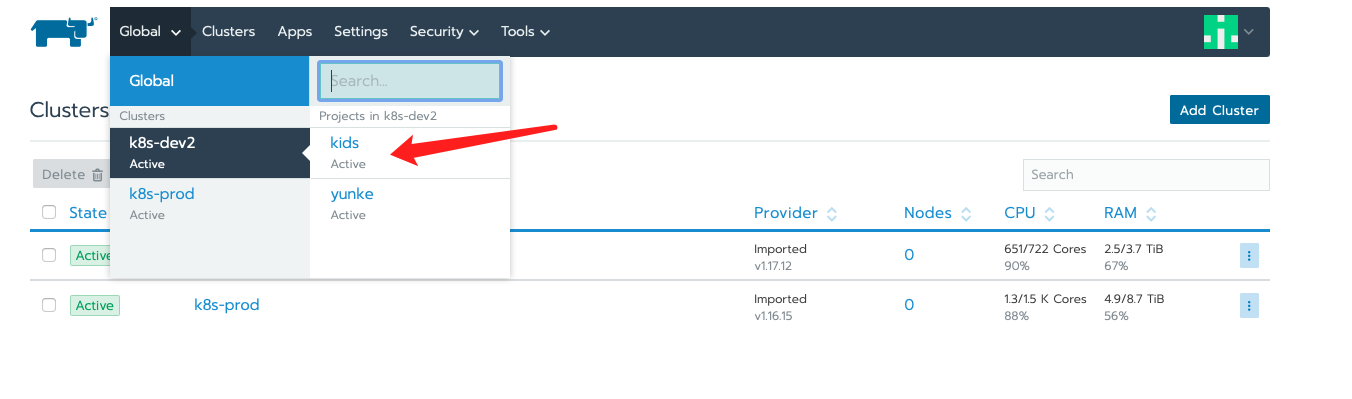 Global Clusters Apps Settings Security Tools
Global
Search...
Clusters
Projects in k8s-dev2
k8s-dev2
Active
kids
Active
k8s-prod
Active
yunke
Active
Clusters
Add Cluster
Delete
Search
State Provider Nodes CPU RAM
Active Imported 0 651/722 Cores 2.5/3.7 TiB
v1.17.12 90% 67%
Active k8s-prod Imported 0 1.3/1.5 K Cores 4.9/8.7 TiB
v1.16.15 88% 56%